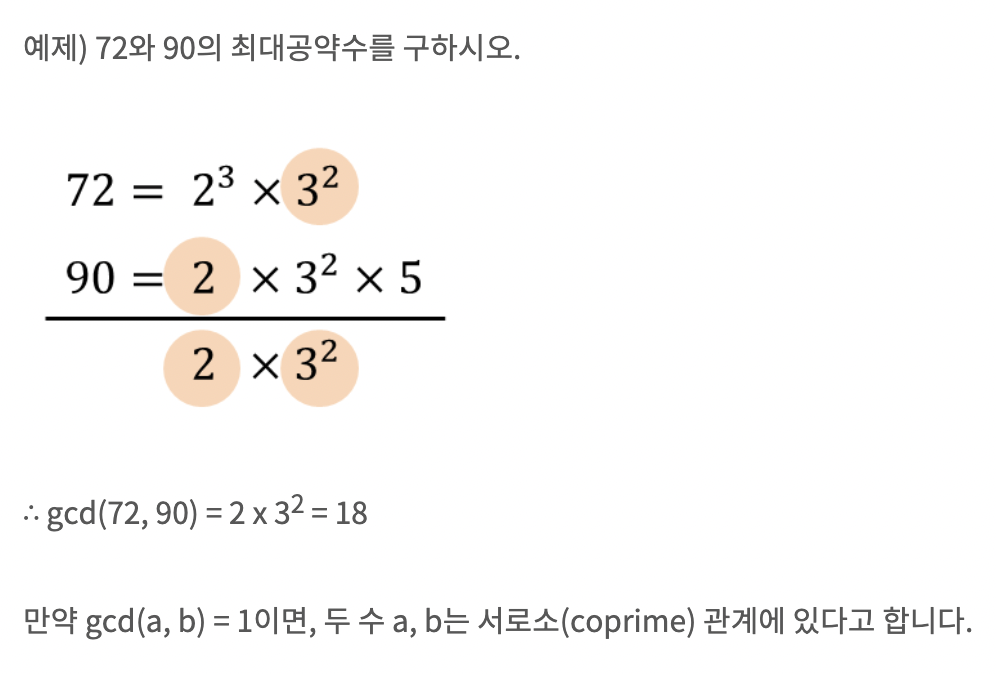 예제) 72와 90의 최대공약수를 구하시오.
72 = 2³ × 3²
90 = 2 × 3² × 5
2 × 3²
∴ gcd(72, 90) = 2 x 3² = 18
만약 gcd(a, b) = 1이면, 두 수 a, b는 서로소(coprime) 관계에 있다고 합니다.